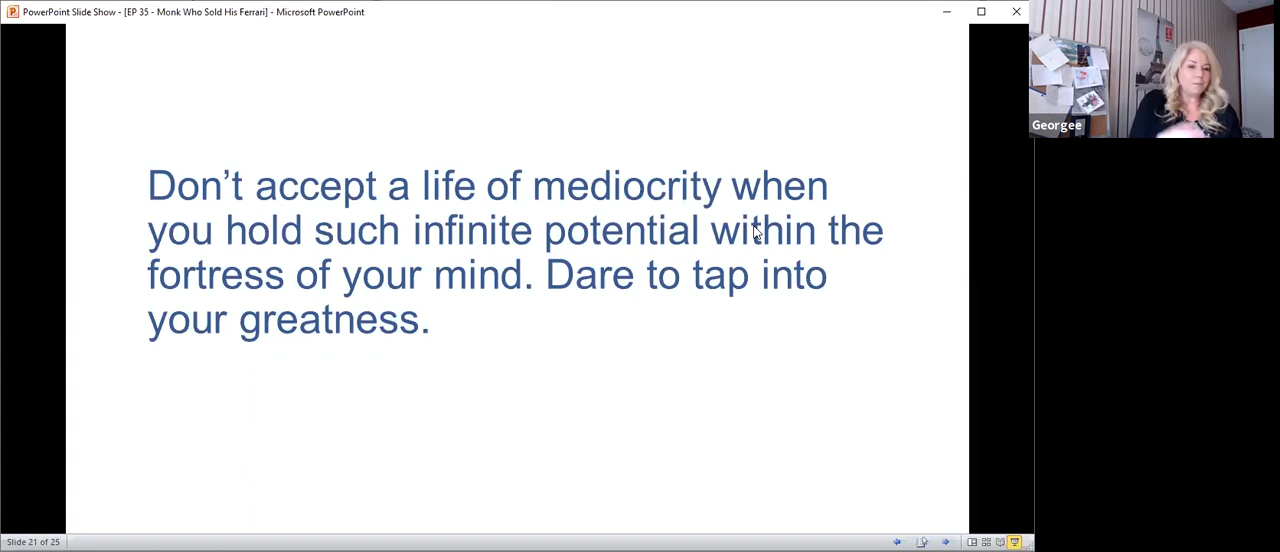 PowerPoint Slide Show - [EP 35 - Monk Who Sold His Ferrari] - Microsoft PowerPoint
Georgee
Don’t accept a life of mediocrity when
you hold such infinite potential within the
fortress of your mind. Dare to tap into
your greatness.
Slide 21 of 25